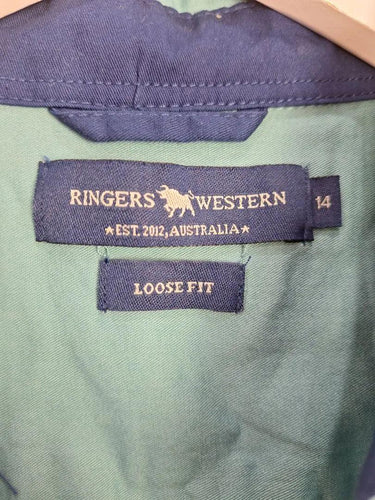 RINGERS WESTERN
★EST. 2012, AUSTRALIA★
14
LOOSE FIT